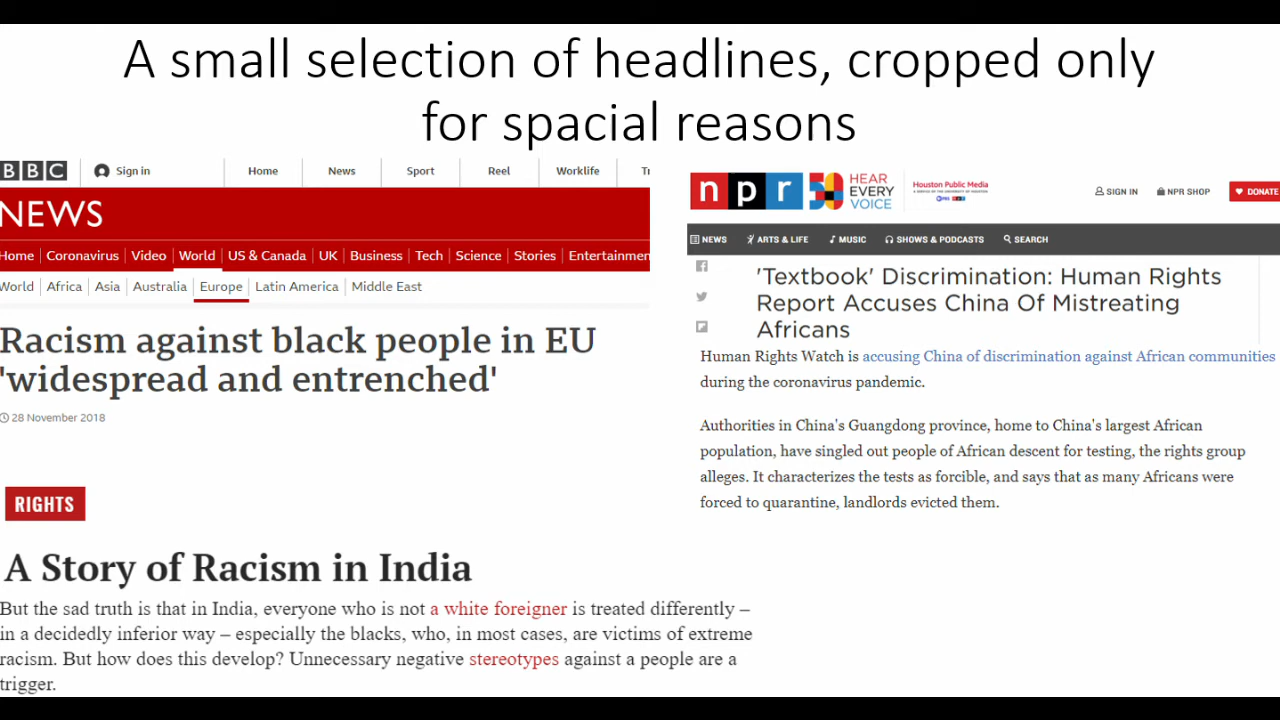 A small selection of headlines, cropped only
for spacial reasons
BBC Sign in Home News Sport Reel Worklife
NEWS
Home Coronavirus Video World US & Canada UK Business Tech Science Stories
World Africa Asia Australia Europe Latin America Middle East
Racism against black people in EU
'widespread and entrenched'
28 November 2018
RIGHTS
A Story of Racism in India
But the sad truth is that in India, everyone who is not a white foreigner is treated differently –
in a decidedly inferior way – especially the blacks, who, in most cases, are victims of extreme
racism. But how does this develop? Unnecessary negative stereotypes against a people are a
trigger.
npr 50 HEAR EVERY VOICE Houston Public Media SIGN IN NPR SHOP DONATE
NEWS ARTS & LIFE MUSIC SHOWS & PODCASTS SEARCH
'Textbook' Discrimination: Human Rights
Report Accuses China Of Mistreating
Africans
Human Rights Watch is accusing China of discrimination against African communities
during the coronavirus pandemic.
Authorities in China's Guangdong province, home to China's largest African
population, have singled out people of African descent for testing, the rights group
alleges. It characterizes the tests as forcible, and says that as many Africans were
forced to quarantine, landlords evicted them.